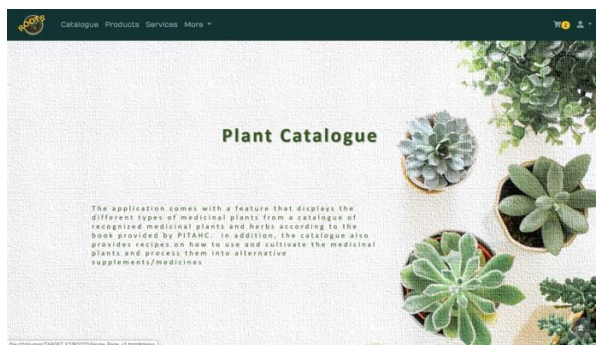 ROOTS
Catalogue Products Services More
Plant Catalogue
The application comes with a feature that displays the
different types of medicinal plants from a catalogue of
recognized medicinal plants and herbs according to the
book provided by PITAHC. In addition, the catalogue also
provides recipes on how to use and cultivate the medicinal
plants and process them into alternative
supplements/medicines